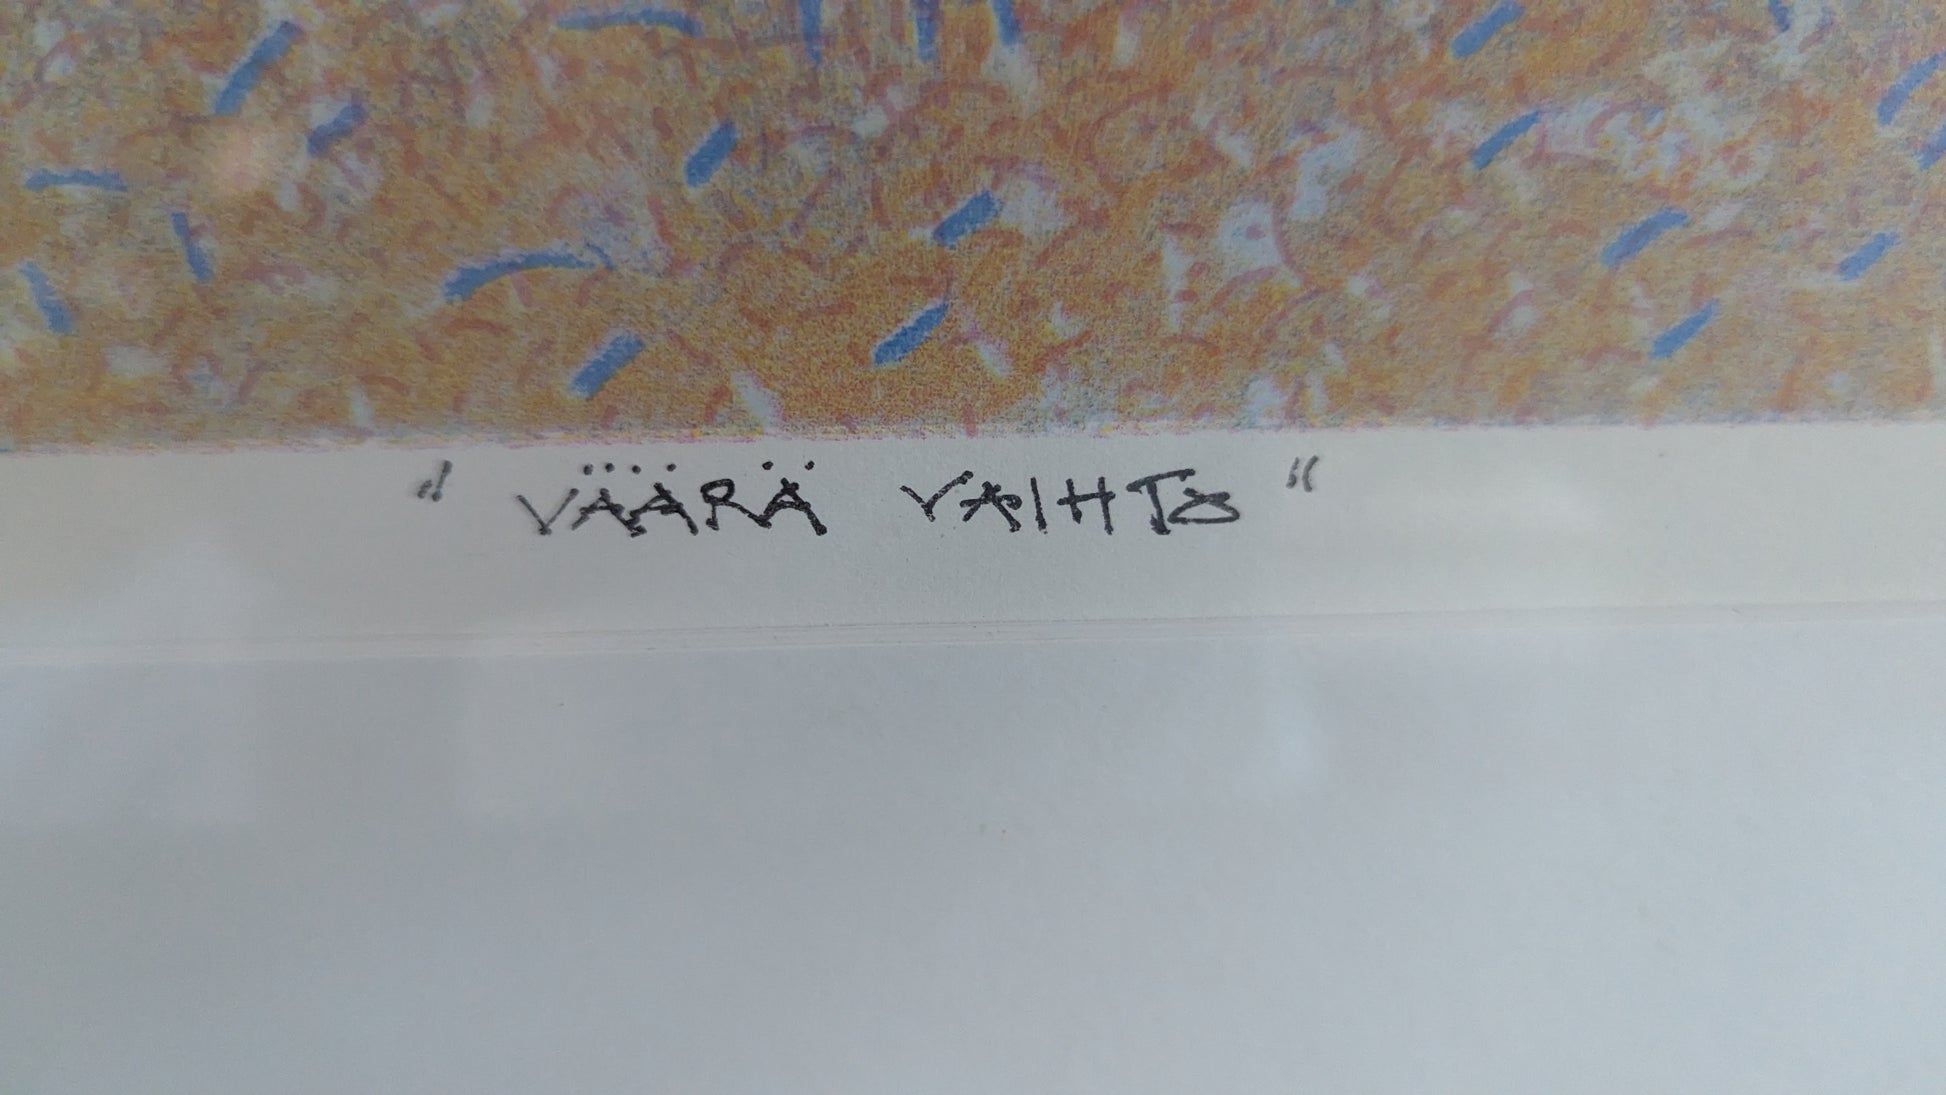 " VÄÄRÄ VAIHTO "